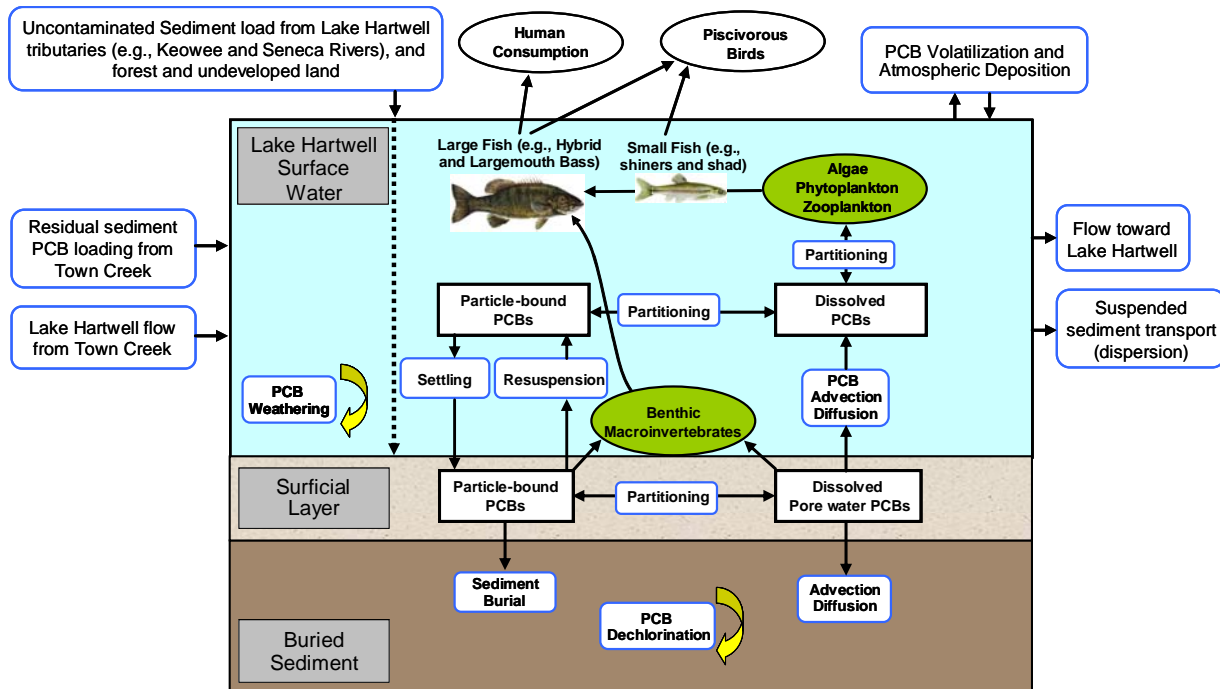 Uncontaminated Sediment load from Lake Hartwell
tributaries (e.g., Keowee and Seneca Rivers), and
forest and undeveloped land
Human
Consumption
Piscivorous
Birds
PCB Volatilization and
Atmospheric Deposition
Lake Hartwell
Surface
Water
Large Fish (e.g., Hybrid
and Largemouth Bass)
Small Fish (e.g.,
shiners and shad)
Algae
Phytoplankton
Zooplankton
Residual sediment
PCB loading from
Town Creek
Partitioning
Flow toward
Lake Hartwell
Particle-bound
PCBs
Partitioning
Dissolved
PCBs
Lake Hartwell flow
from Town Creek
Suspended
sediment transport
(dispersion)
PCB
Weathering
Settling
Resuspension
PCB
Advection
Diffusion
Benthic
Macroinvertebrates
Surficial
Layer
Particle-bound
PCBs
Partitioning
Dissolved
Pore water PCBs
Sediment
Burial
Advection
Diffusion
PCB
Dechlorination
Buried
Sediment